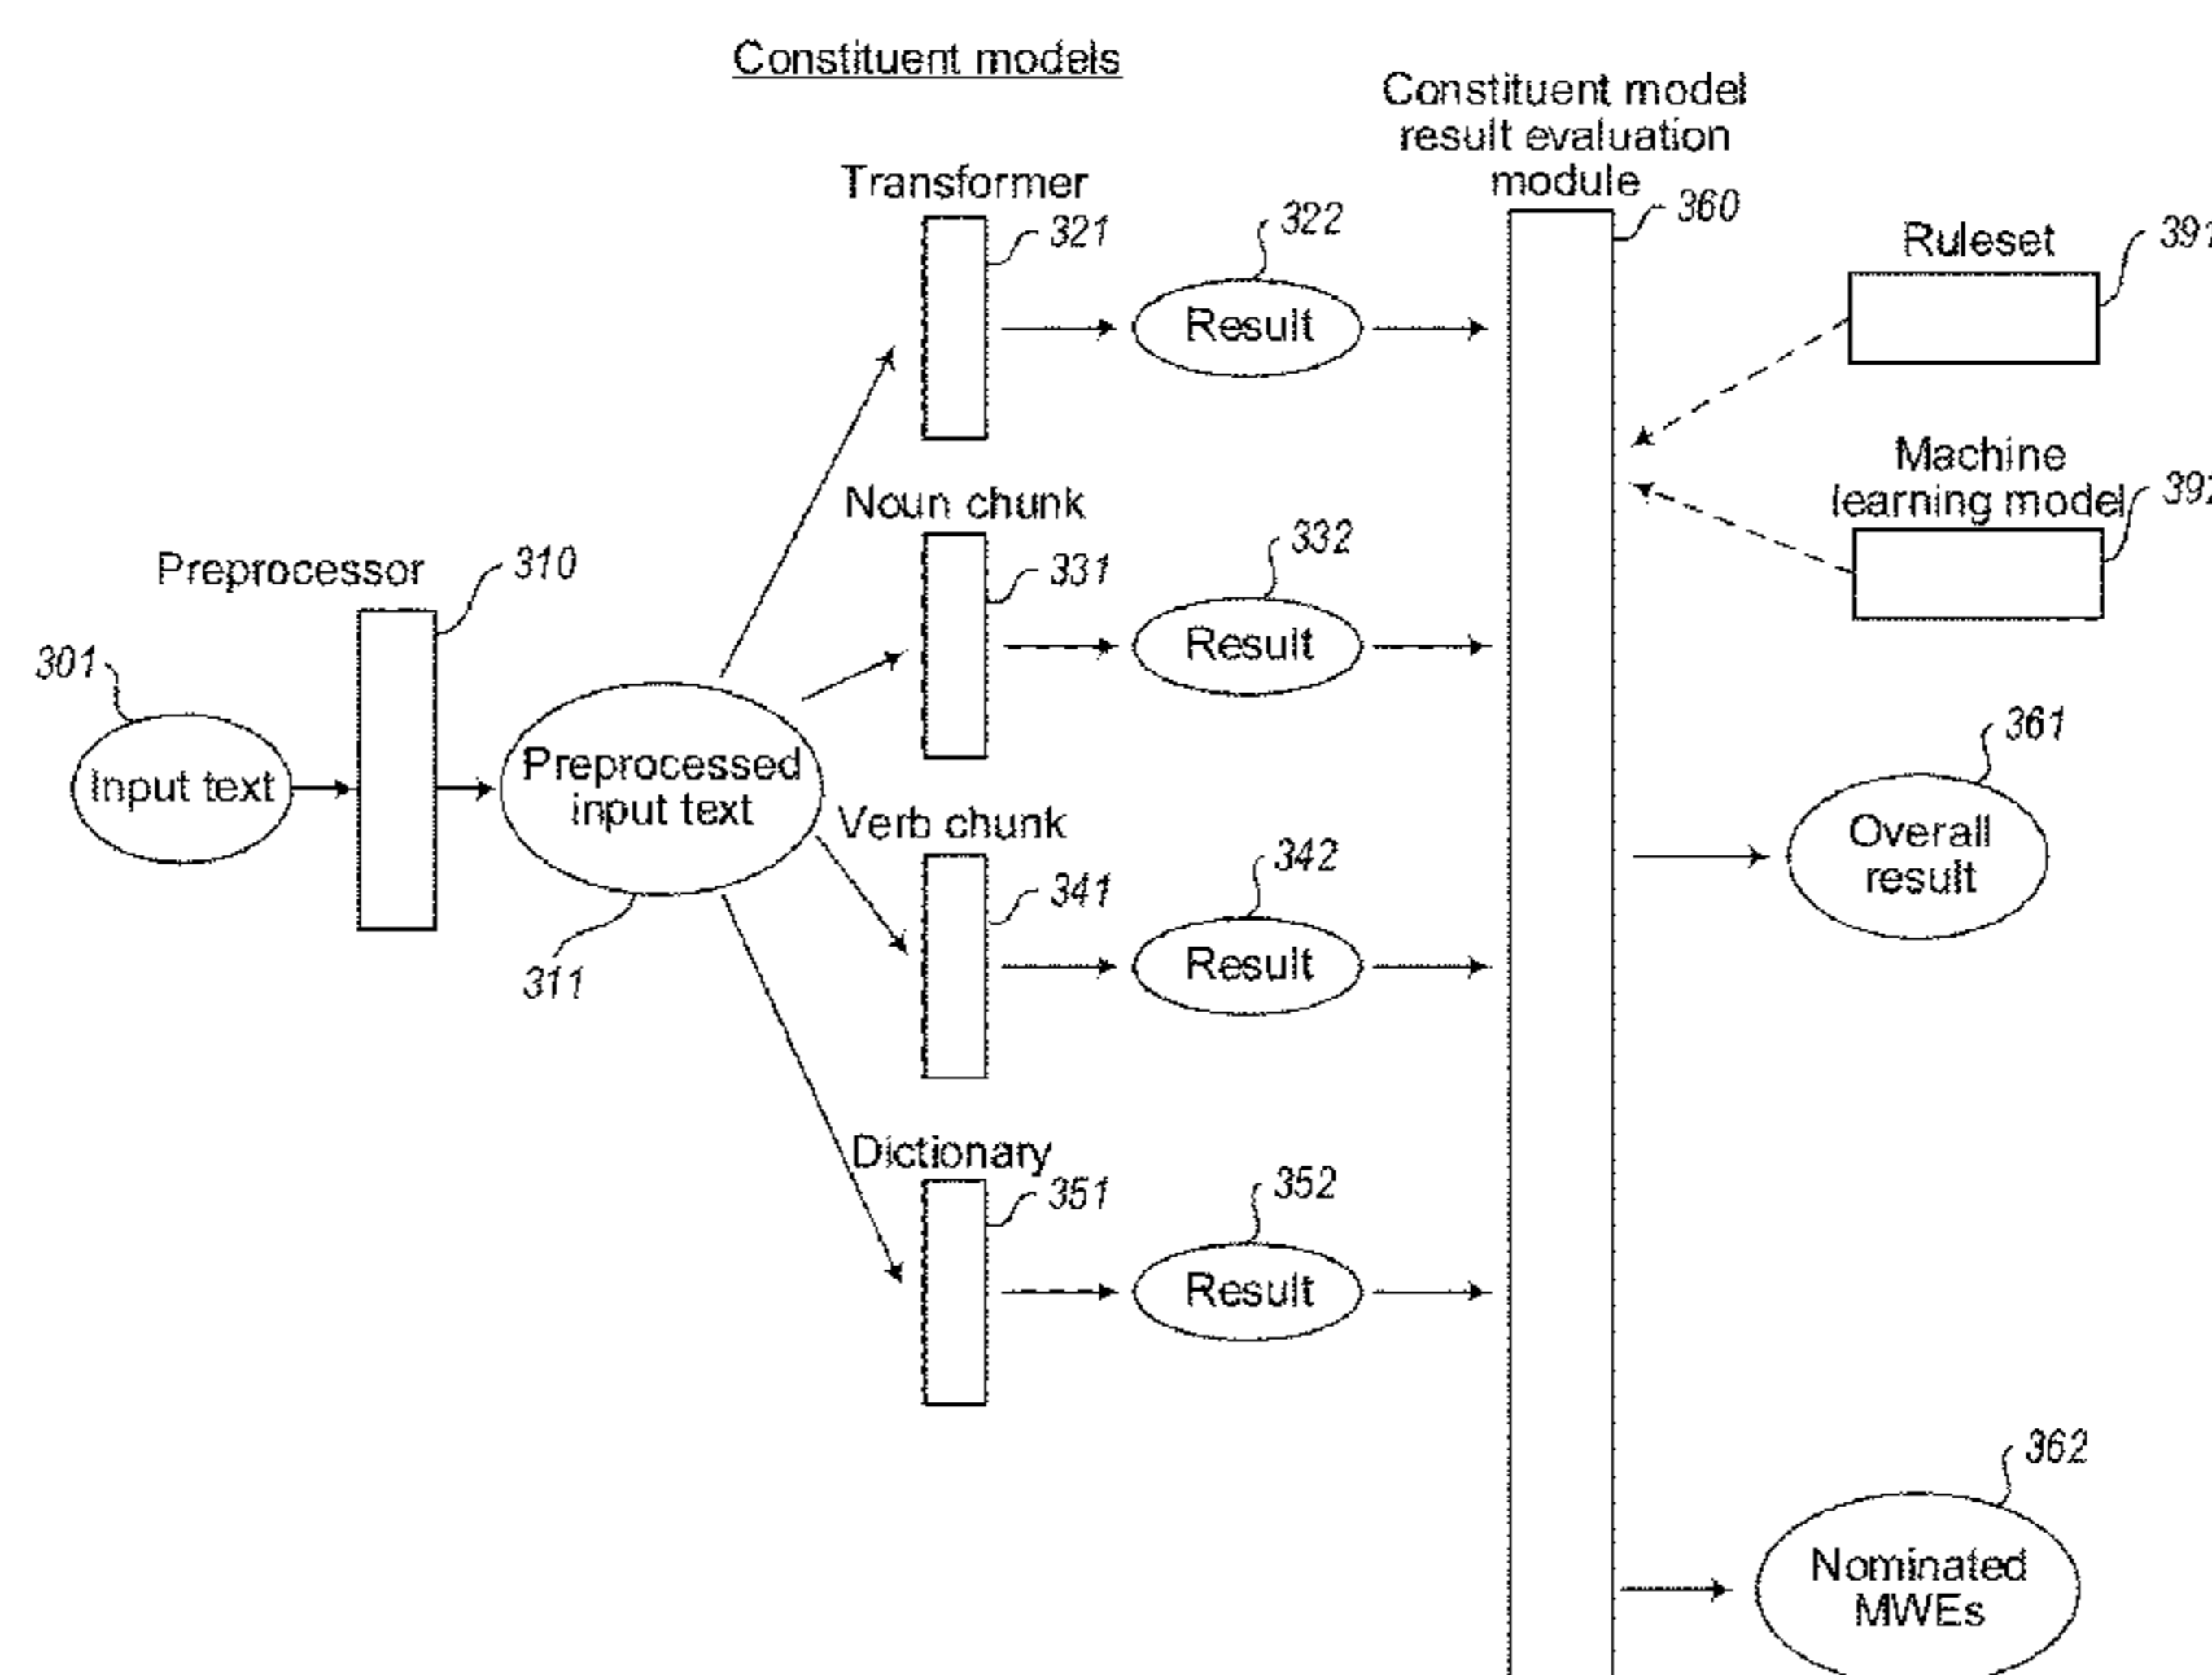 Constituent models
Constituent model
result evaluation
module
360
Transformer
321
322
Result
Ruleset
391
Machine
learning model
392
Noun chunk
331
332
Result
Preprocessor
310
301
Input text
Preprocessed
input text
311
Verb chunk
341
342
Result
361
Overall
result
Dictionary
351
352
Result
362
Nominated
MWEs